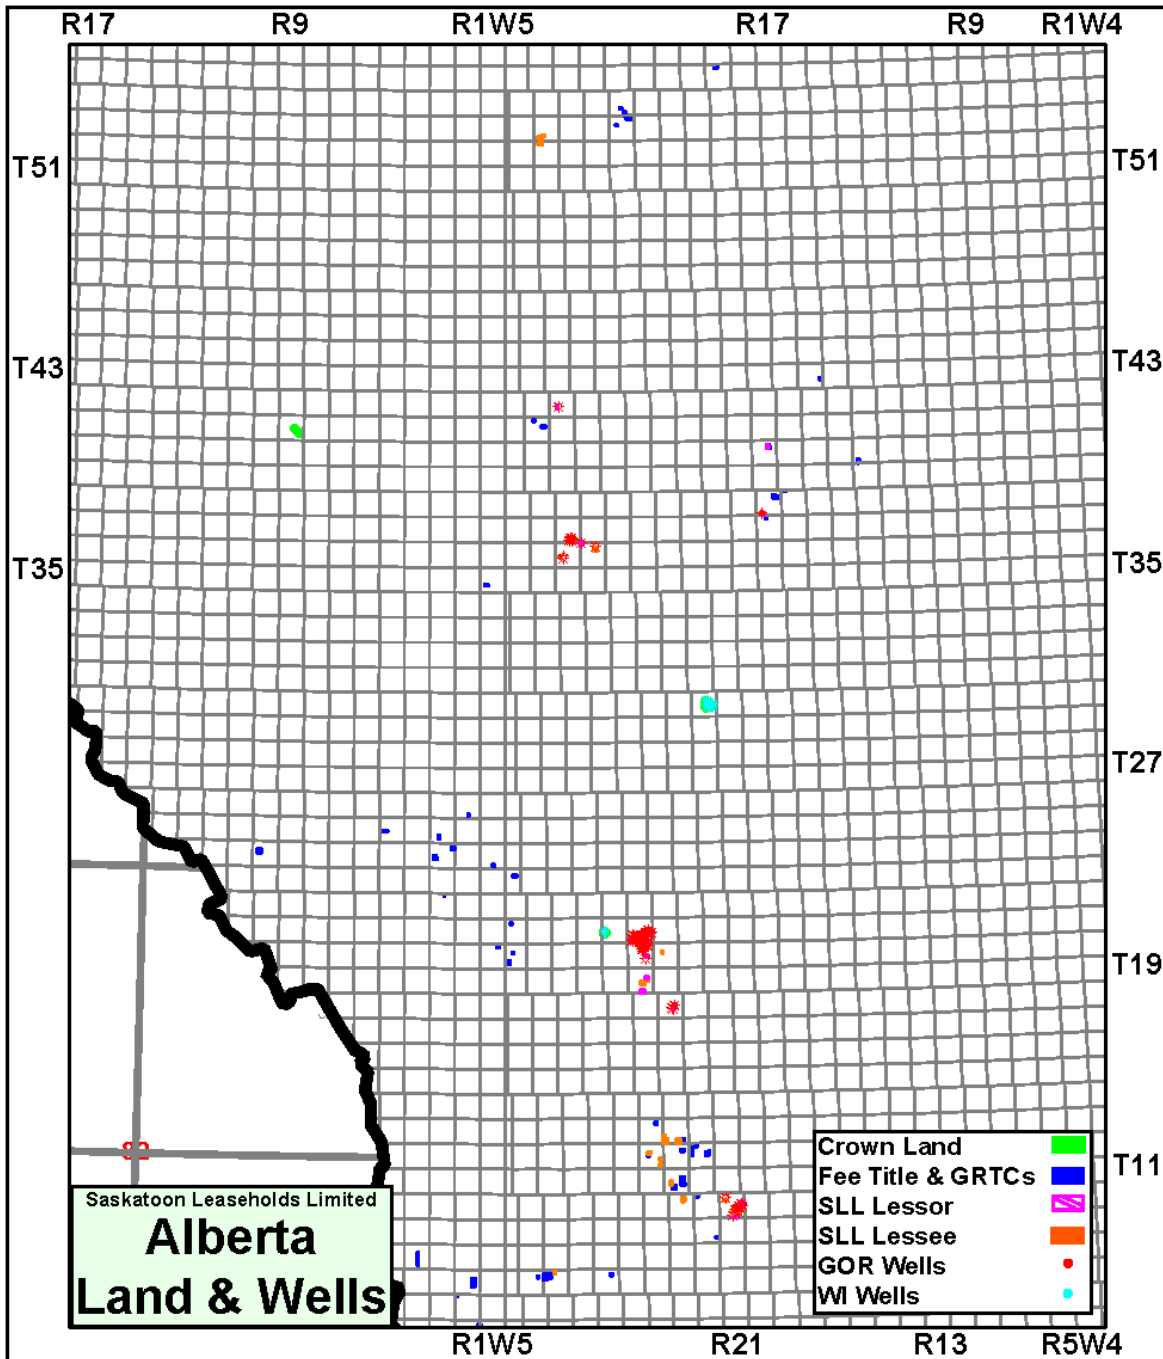 R17 R9 R1W5 R17 R9 R1W4
T51 T51
T43 T43
T35 T35
T27
T19
T11
Crown Land
Fee Title & GRTCs
SLL Lessor
SLL Lessee
GOR Wells
WI Wells
Saskatoon Leaseholds Limited
Alberta
Land & Wells
R1W5 R21 R13 R5W4